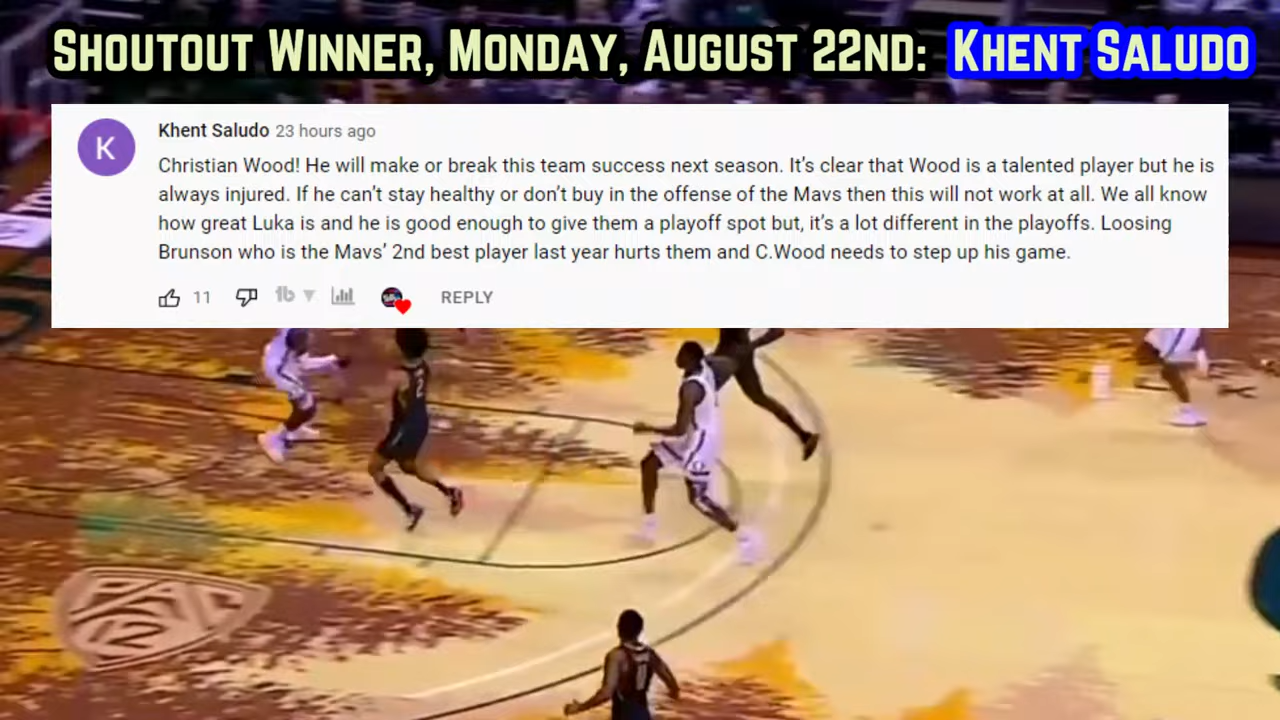 SHOUTOUT WINNER, MONDAY, AUGUST 22ND: KHENT SALUDO
K
Khent Saludo 23 hours ago
Christian Wood! He will make or break this team success next season. It's clear that Wood is a talented player but he is
always injured. If he can't stay healthy or don't buy in the offense of the Mavs then this will not work at all. We all know
how great Luka is and he is good enough to give them a playoff spot but, it's a lot different in the playoffs. Loosing
Brunson who is the Mavs' 2nd best player last year hurts them and C.Wood needs to step up his game.
11
REPLY
2
PAC
12